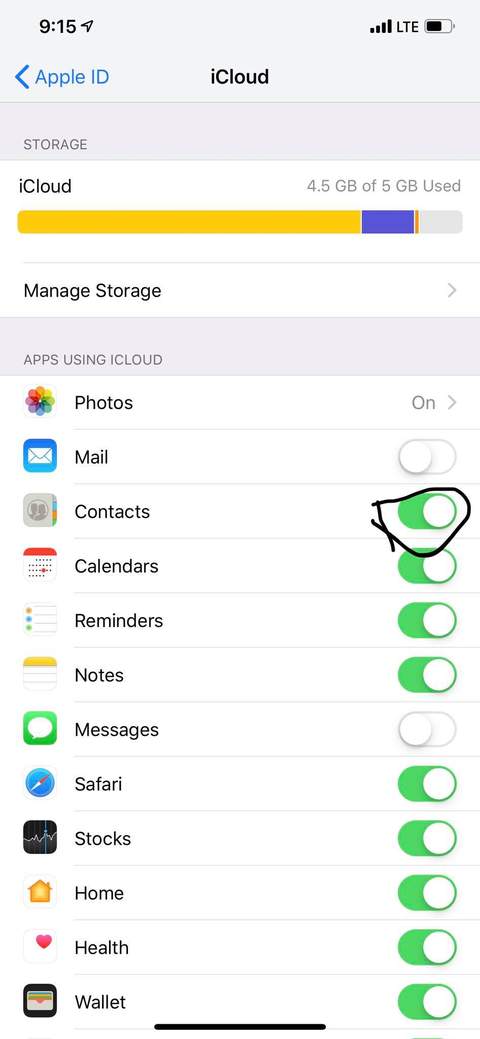 9:15 LTE
Apple ID iCloud
STORAGE
iCloud 4.5 GB of 5 GB Used
Manage Storage
APPS USING ICLOUD
Photos On
Mail
Contacts
Calendars
Reminders
Notes
Messages
Safari
Stocks
Home
Health
Wallet